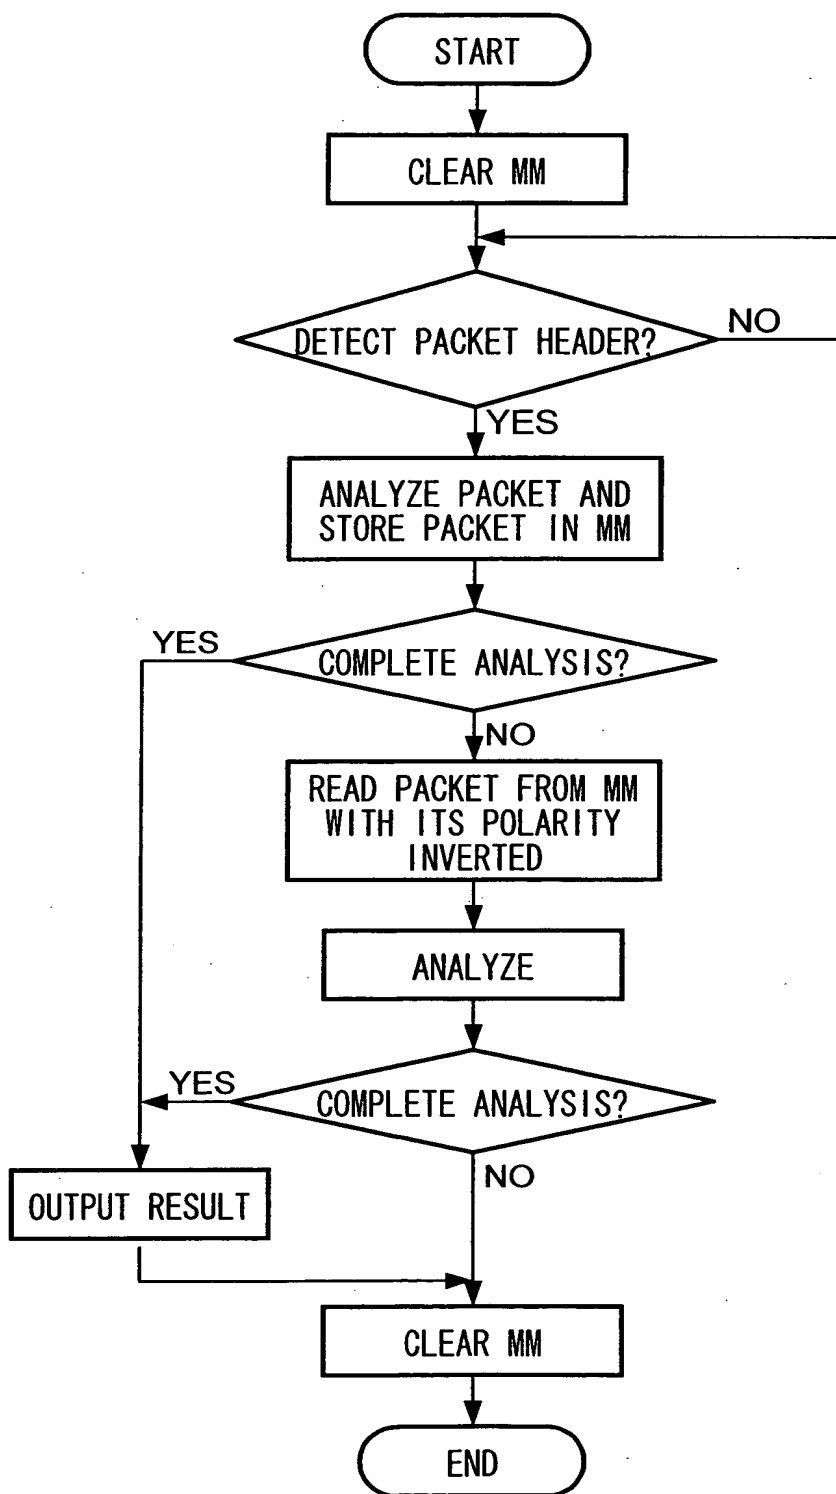 START
CLEAR MM
DETECT PACKET HEADER?
NO
YES
ANALYZE PACKET AND
STORE PACKET IN MM
YES
COMPLETE ANALYSIS?
NO
READ PACKET FROM MM
WITH ITS POLARITY
INVERTED
ANALYZE
YES
COMPLETE ANALYSIS?
NO
OUTPUT RESULT
CLEAR MM
END